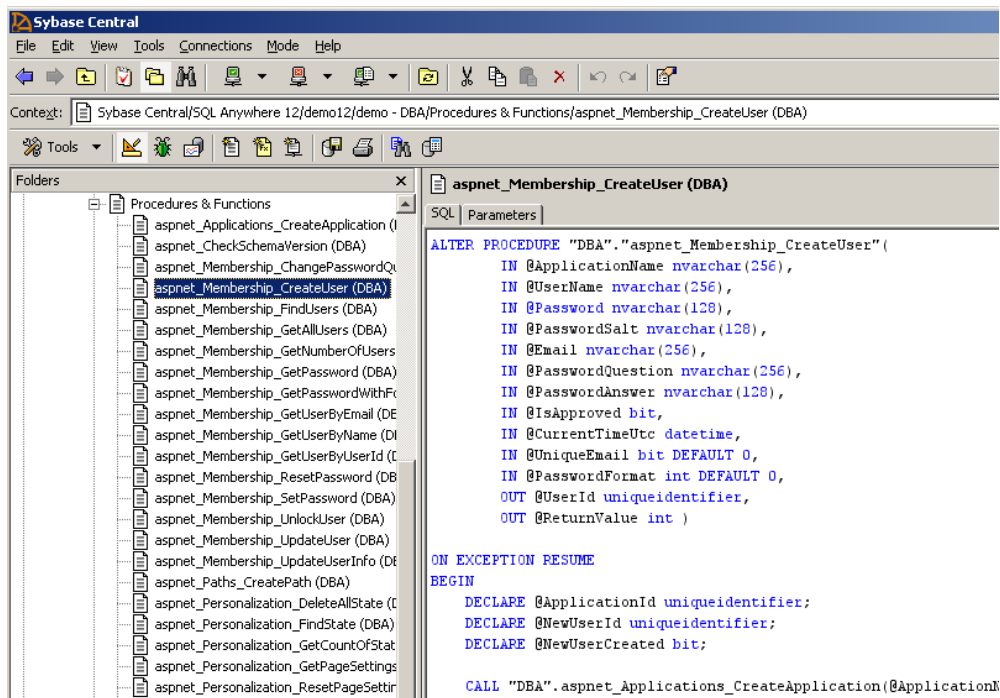 Sybase Central
File Edit View Tools Connections Mode Help
Context: Sybase Central/SQL Anywhere 12/demo12/demo - DBA/Procedures & Functions/aspnet_Membership_CreateUser (DBA)
Tools
Folders
Procedures & Functions
aspnet_Applications_CreateApplication (
aspnet_CheckSchemaVersion (DBA)
aspnet_Membership_ChangePasswordQu
aspnet_Membership_CreateUser (DBA)
aspnet_Membership_FindUsers (DBA)
aspnet_Membership_GetAllUsers (DBA)
aspnet_Membership_GetNumberOfUsers
aspnet_Membership_GetPassword (DBA)
aspnet_Membership_GetPasswordWithFo
aspnet_Membership_GetUserByEmail (DB
aspnet_Membership_GetUserByName (D
aspnet_Membership_GetUserByUserId (D
aspnet_Membership_ResetPassword (DB
aspnet_Membership_SetPassword (DBA)
aspnet_Membership_UnlockUser (DBA)
aspnet_Membership_UpdateUser (DBA)
aspnet_Membership_UpdateUserInfo (DB
aspnet_Paths_CreatePath (DBA)
aspnet_Personalization_DeleteAllState (D
aspnet_Personalization_FindState (DBA)
aspnet_Personalization_GetCountOfStat
aspnet_Personalization_GetPageSettings
aspnet_Personalization_ResetPageSettin
aspnet_Membership_CreateUser (DBA)
SQL Parameters
ALTER PROCEDURE "DBA"."aspnet_Membership_CreateUser"(
IN @ApplicationName nvarchar(256),
IN @UserName nvarchar(256),
IN @Password nvarchar(128),
IN @PasswordSalt nvarchar(128),
IN @Email nvarchar(256),
IN @PasswordQuestion nvarchar(256),
IN @PasswordAnswer nvarchar(128),
IN @IsApproved bit,
IN @CurrentTimeUtc datetime,
IN @UniqueEmail bit DEFAULT 0,
IN @PasswordFormat int DEFAULT 0,
OUT @UserId uniqueidentifier,
OUT @ReturnValue int )
ON EXCEPTION RESUME
BEGIN
DECLARE @ApplicationId uniqueidentifier;
DECLARE @NewUserId uniqueidentifier;
DECLARE @NewUserCreated bit;
CALL "DBA".aspnet_Applications_CreateApplication(@ApplicationN